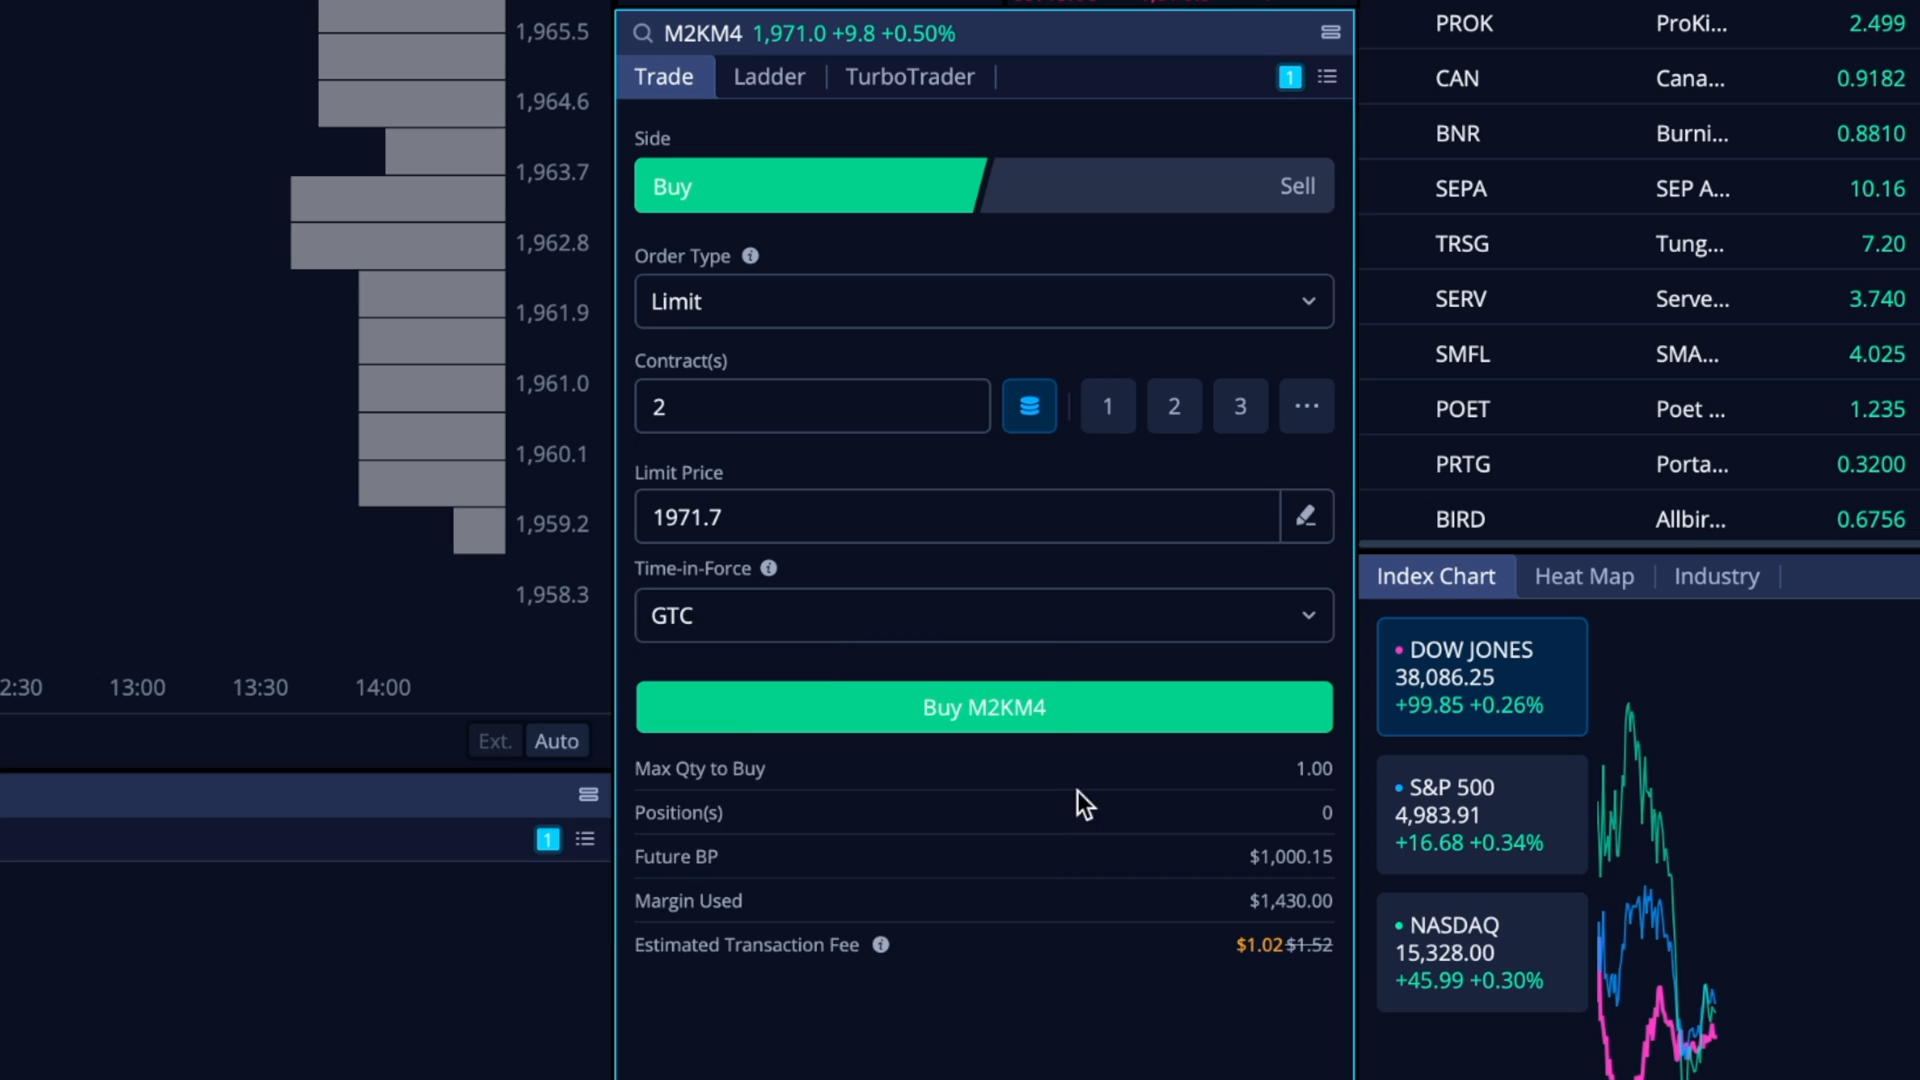 1,965.5
1,964.6
1,963.7
1,962.8
1,961.9
1,961.0
1,960.1
1,959.2
1,958.3
2:30 13:00 13:30 14:00
Ext. Auto
1
M2KM4 1,971.0 +9.8 +0.50%
Trade Ladder TurboTrader 1
Side
Buy Sell
Order Type
Limit
Contract(s)
2 1 2 3 ...
Limit Price
1971.7
Time-in-Force
GTC
Buy M2KM4
Max Qty to Buy 1.00
Position(s) 0
Future BP $1,000.15
Margin Used $1,430.00
Estimated Transaction Fee $1.02 $1.52
PROK ProKi... 2.499
CAN Cana... 0.9182
BNR Burni... 0.8810
SEPA SEP A... 10.16
TRSG Tung... 7.20
SERV Serve... 3.740
SMFL SMA... 4.025
POET Poet ... 1.235
PRTG Porta... 0.3200
BIRD Allbir... 0.6756
Index Chart Heat Map Industry
DOW JONES
38,086.25
+99.85 +0.26%
S&P 500
4,983.91
+16.68 +0.34%
NASDAQ
15,328.00
+45.99 +0.30%